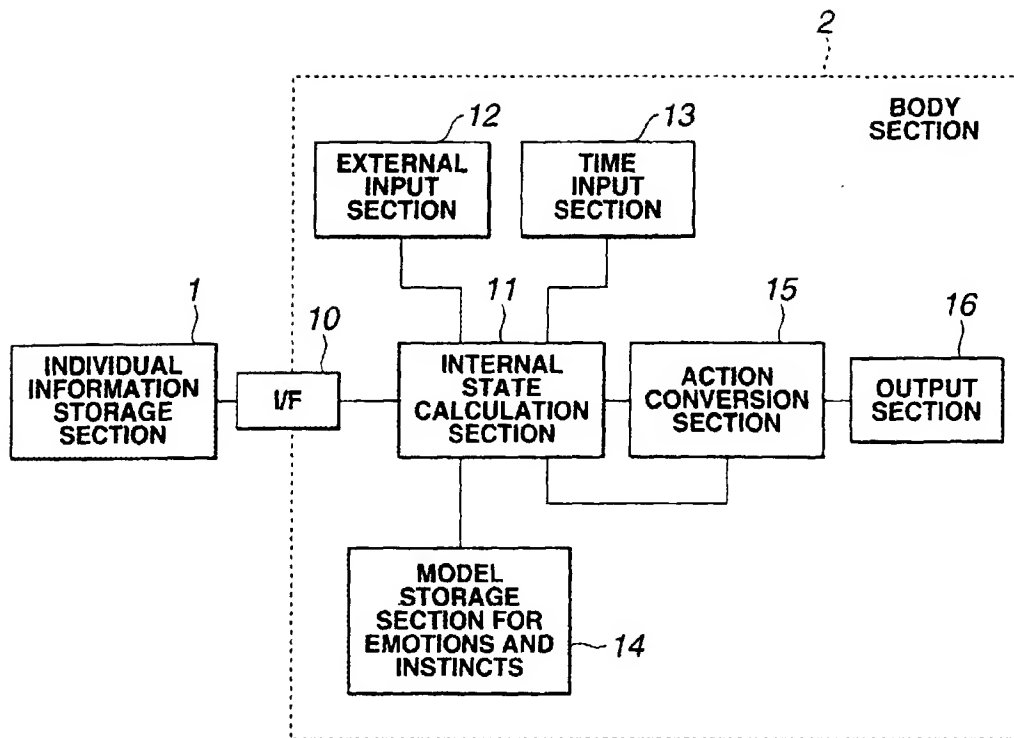 2
BODY
SECTION
12
13
EXTERNAL
INPUT
SECTION
TIME
INPUT
SECTION
1
10
11
15
16
INDIVIDUAL
INFORMATION
STORAGE
SECTION
I/F
INTERNAL
STATE
CALCULATION
SECTION
ACTION
CONVERSION
SECTION
OUTPUT
SECTION
MODEL
STORAGE
SECTION FOR
EMOTIONS AND
INSTINCTS
14